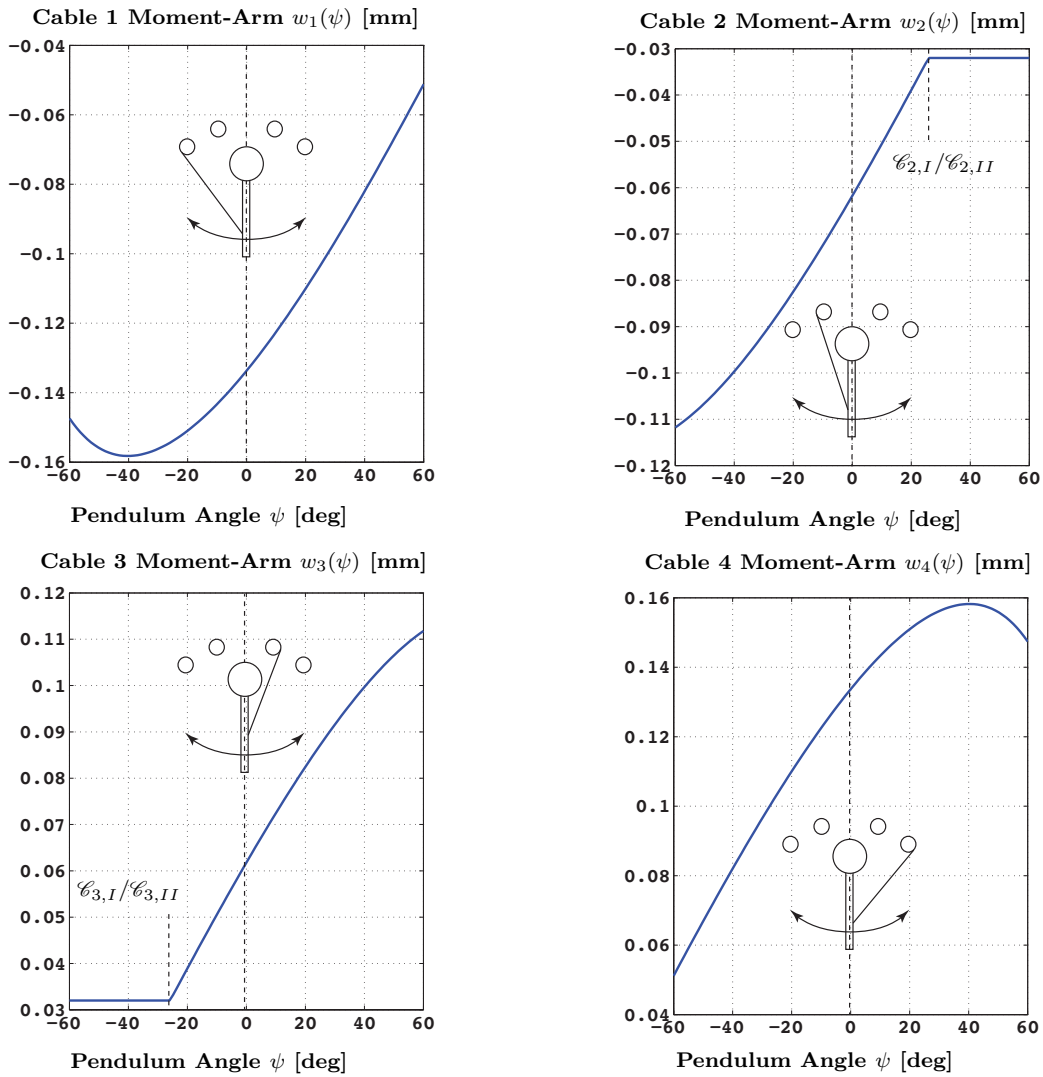 Cable 1 Moment-Arm w₁(ψ) [mm]
−0.04
−0.06
−0.08
−0.1
−0.12
−0.14
−0.16
−60 −40 −20 0 20 40 60
Pendulum Angle ψ [deg]
Cable 2 Moment-Arm w₂(ψ) [mm]
−0.03
−0.04
−0.05
−0.06
−0.07
−0.08
−0.09
−0.1
−0.11
−0.12
𝒞₂,I/𝒞₂,II
−60 −40 −20 0 20 40 60
Pendulum Angle ψ [deg]
Cable 3 Moment-Arm w₃(ψ) [mm]
0.12
0.11
0.1
0.09
0.08
0.07
0.06
0.05
0.04
0.03
𝒞₃,I/𝒞₃,II
−60 −40 −20 0 20 40 60
Pendulum Angle ψ [deg]
Cable 4 Moment-Arm w₄(ψ) [mm]
0.16
0.14
0.12
0.1
0.08
0.06
0.04
−60 −40 −20 0 20 40 60
Pendulum Angle ψ [deg]